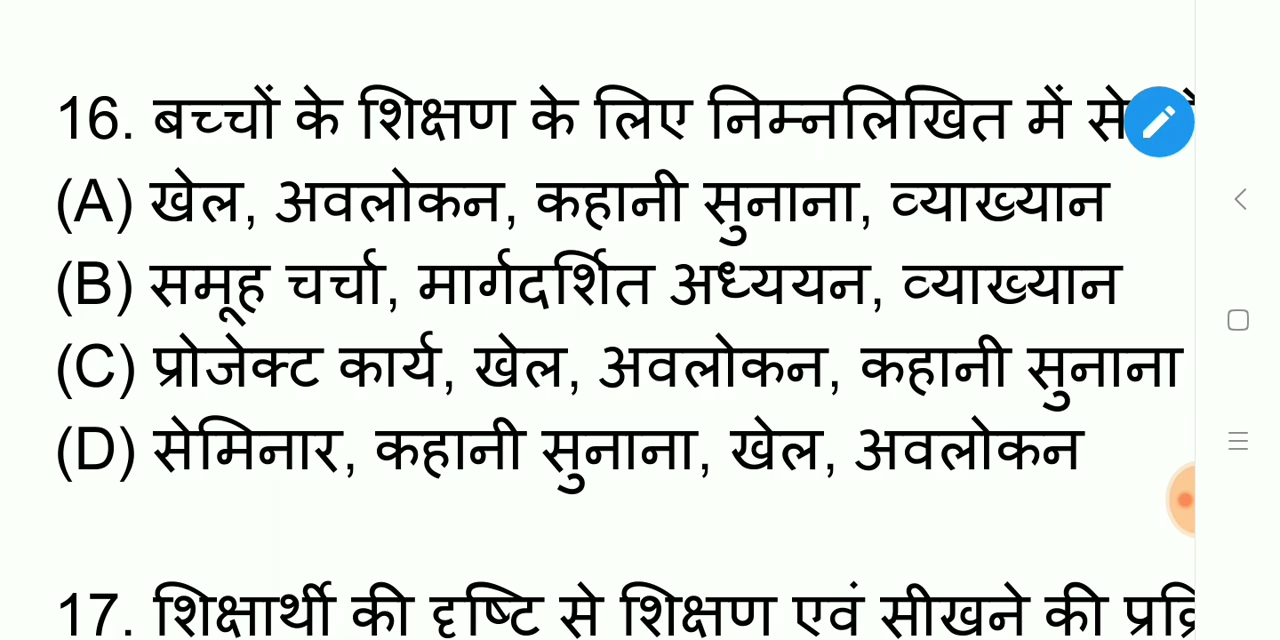 16. बच्चों के शिक्षण के लिए निम्नलिखित में से
(A) खेल, अवलोकन, कहानी सुनाना, व्याख्यान
(B) समूह चर्चा, मार्गदर्शित अध्ययन, व्याख्यान
(C) प्रोजेक्ट कार्य, खेल, अवलोकन, कहानी सुनाना
(D) सेमिनार, कहानी सुनाना, खेल, अवलोकन
17. शिक्षार्थी की दृष्टि से शिक्षण एवं सीखने की